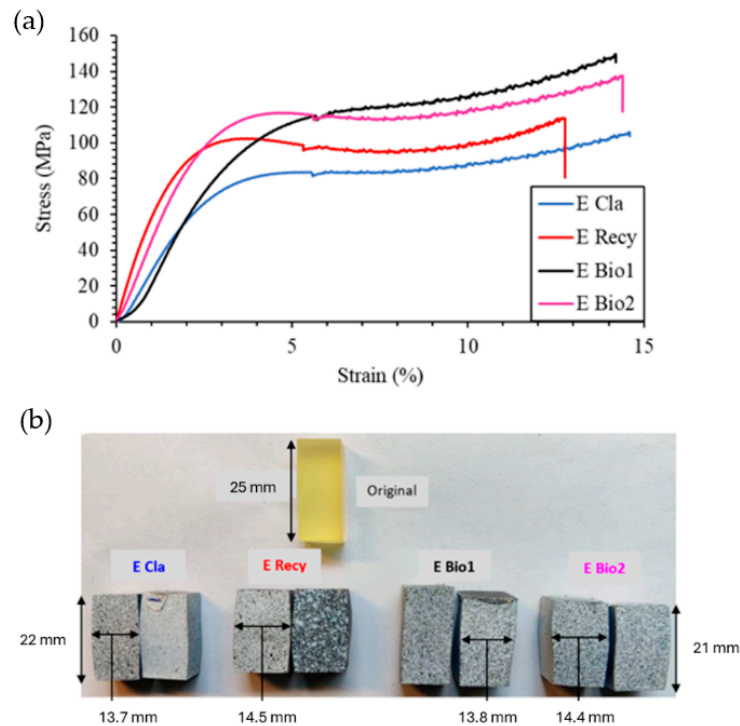 (a)
160
140
120
100
80
60
40
20
0
Stress (MPa)
0 5 10 15
Strain (%)
E Cla
E Recy
E Bio1
E Bio2
(b)
25 mm
Original
E Cla E Recy E Bio1 E Bio2
22 mm
21 mm
13.7 mm 14.5 mm 13.8 mm 14.4 mm